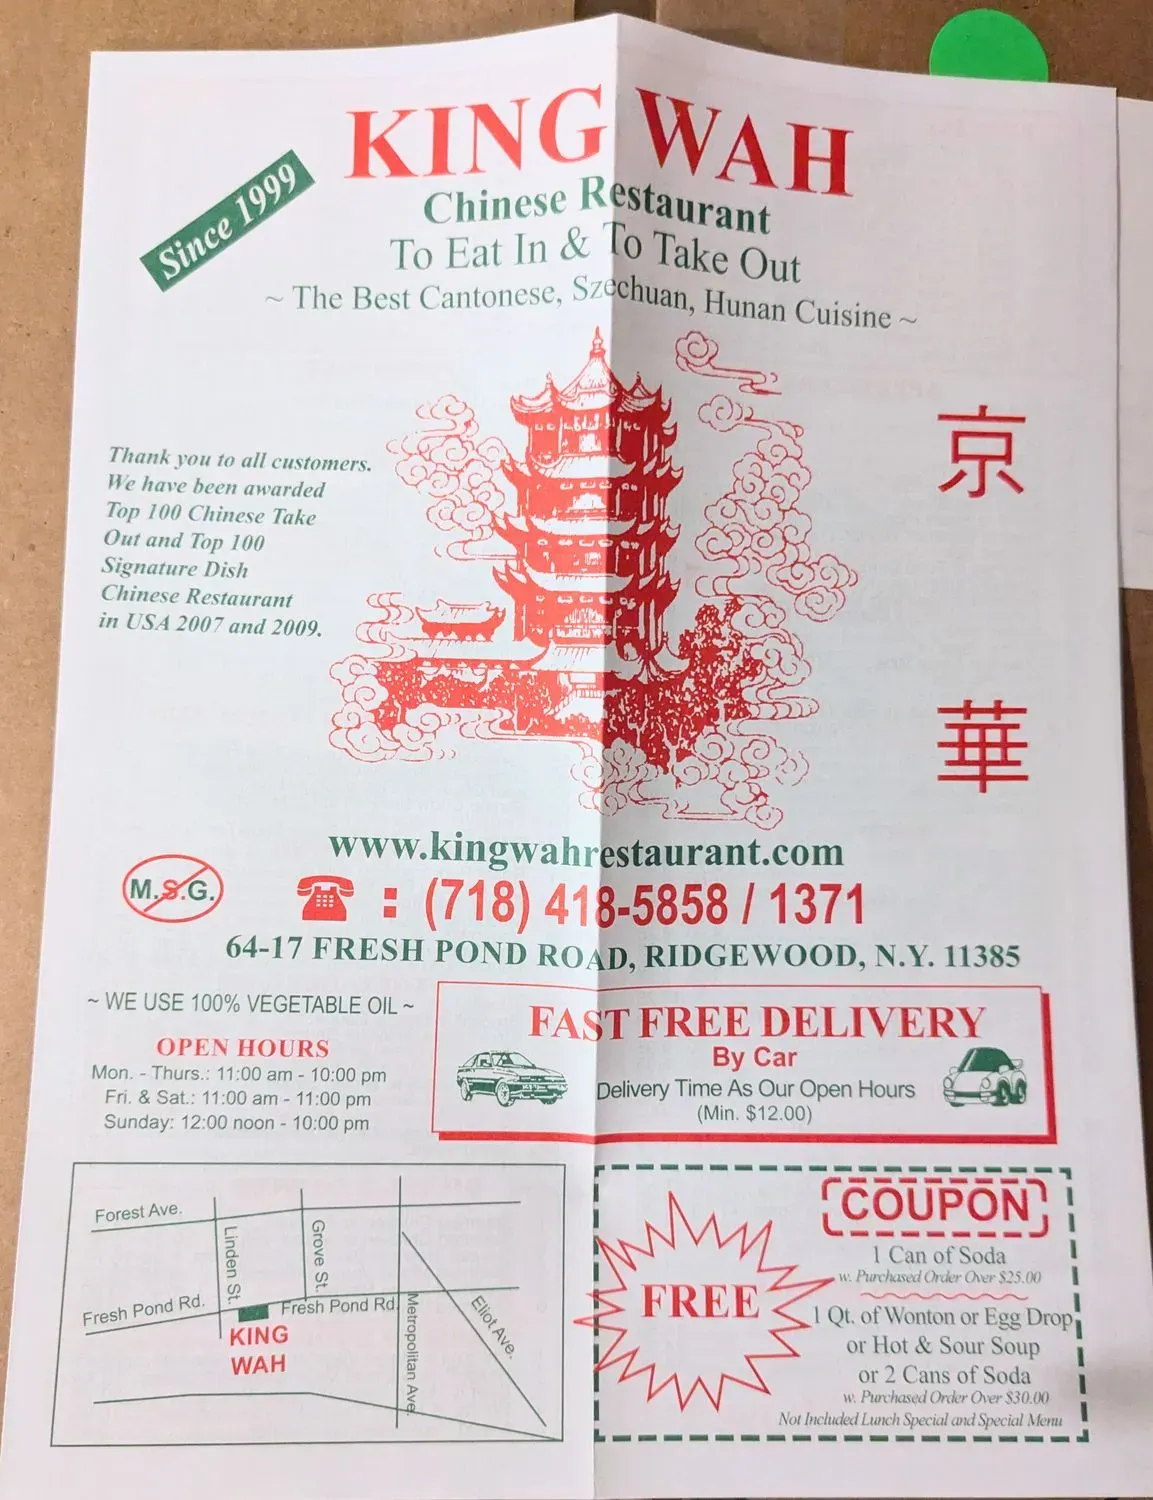 KING WAH
Since 1999
Chinese Restaurant
To Eat In & To Take Out
~ The Best Cantonese, Szechuan, Hunan Cuisine ~
Thank you to all customers.
We have been awarded
Top 100 Chinese Take
Out and Top 100
Signature Dish
Chinese Restaurant
in USA 2007 and 2009.
京
華
www.kingwahrestaurant.com
M.S.G.
: (718) 418-5858 / 1371
64-17 FRESH POND ROAD, RIDGEWOOD, N.Y. 11385
~ WE USE 100% VEGETABLE OIL ~
OPEN HOURS
Mon. - Thurs.: 11:00 am - 10:00 pm
Fri. & Sat.: 11:00 am - 11:00 pm
Sunday: 12:00 noon - 10:00 pm
FAST FREE DELIVERY
By Car
Delivery Time As Our Open Hours
(Min. $12.00)
Forest Ave.
Linden St.
Grove St.
Fresh Pond Rd.
Fresh Pond Rd.
Metropolitan Ave.
Eliot Ave.
KING
WAH
COUPON
FREE
1 Can of Soda
w. Purchased Order Over $25.00
1 Qt. of Wonton or Egg Drop
or Hot & Sour Soup
or 2 Cans of Soda
w. Purchased Order Over $30.00
Not Included Lunch Special and Special Menu